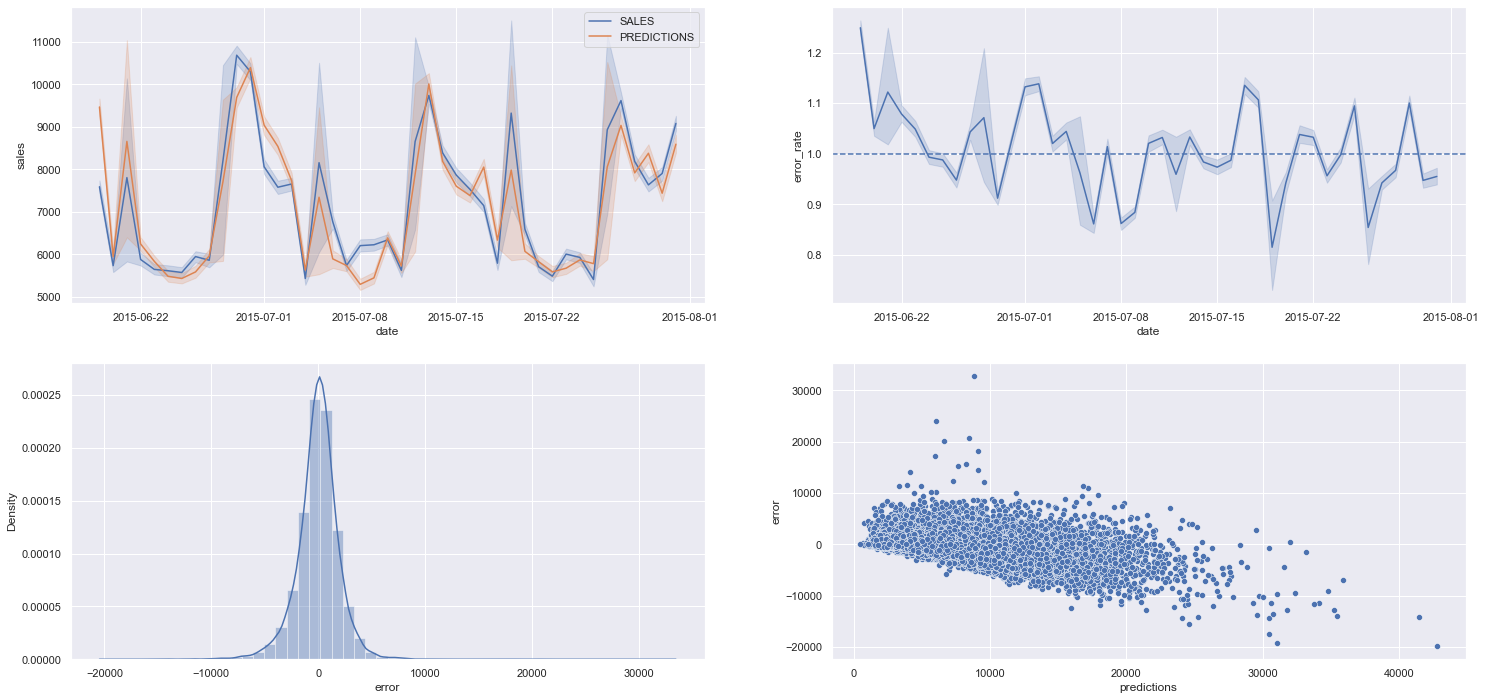 SALES
PREDICTIONS
11000
10000
9000
8000
7000
6000
5000
sales
2015-06-22 2015-07-01 2015-07-08 2015-07-15 2015-07-22 2015-08-01
date
1.2
1.1
1.0
0.9
0.8
error_rate
2015-06-22 2015-07-01 2015-07-08 2015-07-15 2015-07-22 2015-08-01
date
0.00025
0.00020
0.00015
0.00010
0.00005
0.00000
Density
−20000 −10000 0 10000 20000 30000
error
30000
20000
10000
0
−10000
−20000
error
0 10000 20000 30000 40000
predictions